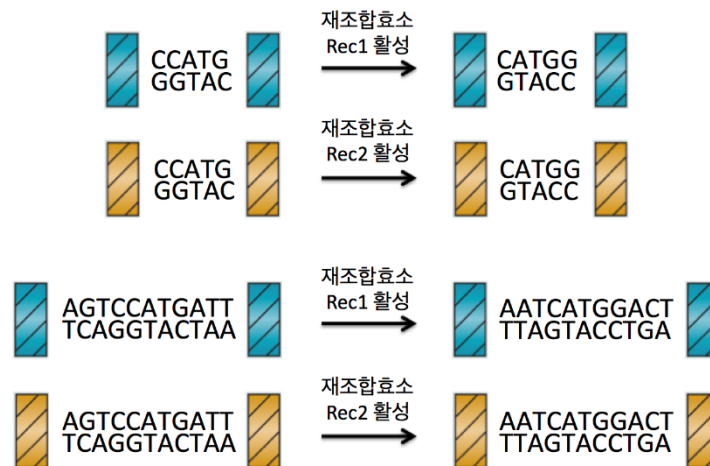 재조합효소
Rec1 활성
CCATG
GGTAC
CATGG
GTACC
재조합효소
Rec2 활성
CCATG
GGTAC
CATGG
GTACC
재조합효소
Rec1 활성
AGTCCATGATT
TCAGGTACTAA
AATCATGGACT
TTAGTACCTGA
재조합효소
Rec2 활성
AGTCCATGATT
TCAGGTACTAA
AATCATGGACT
TTAGTACCTGA